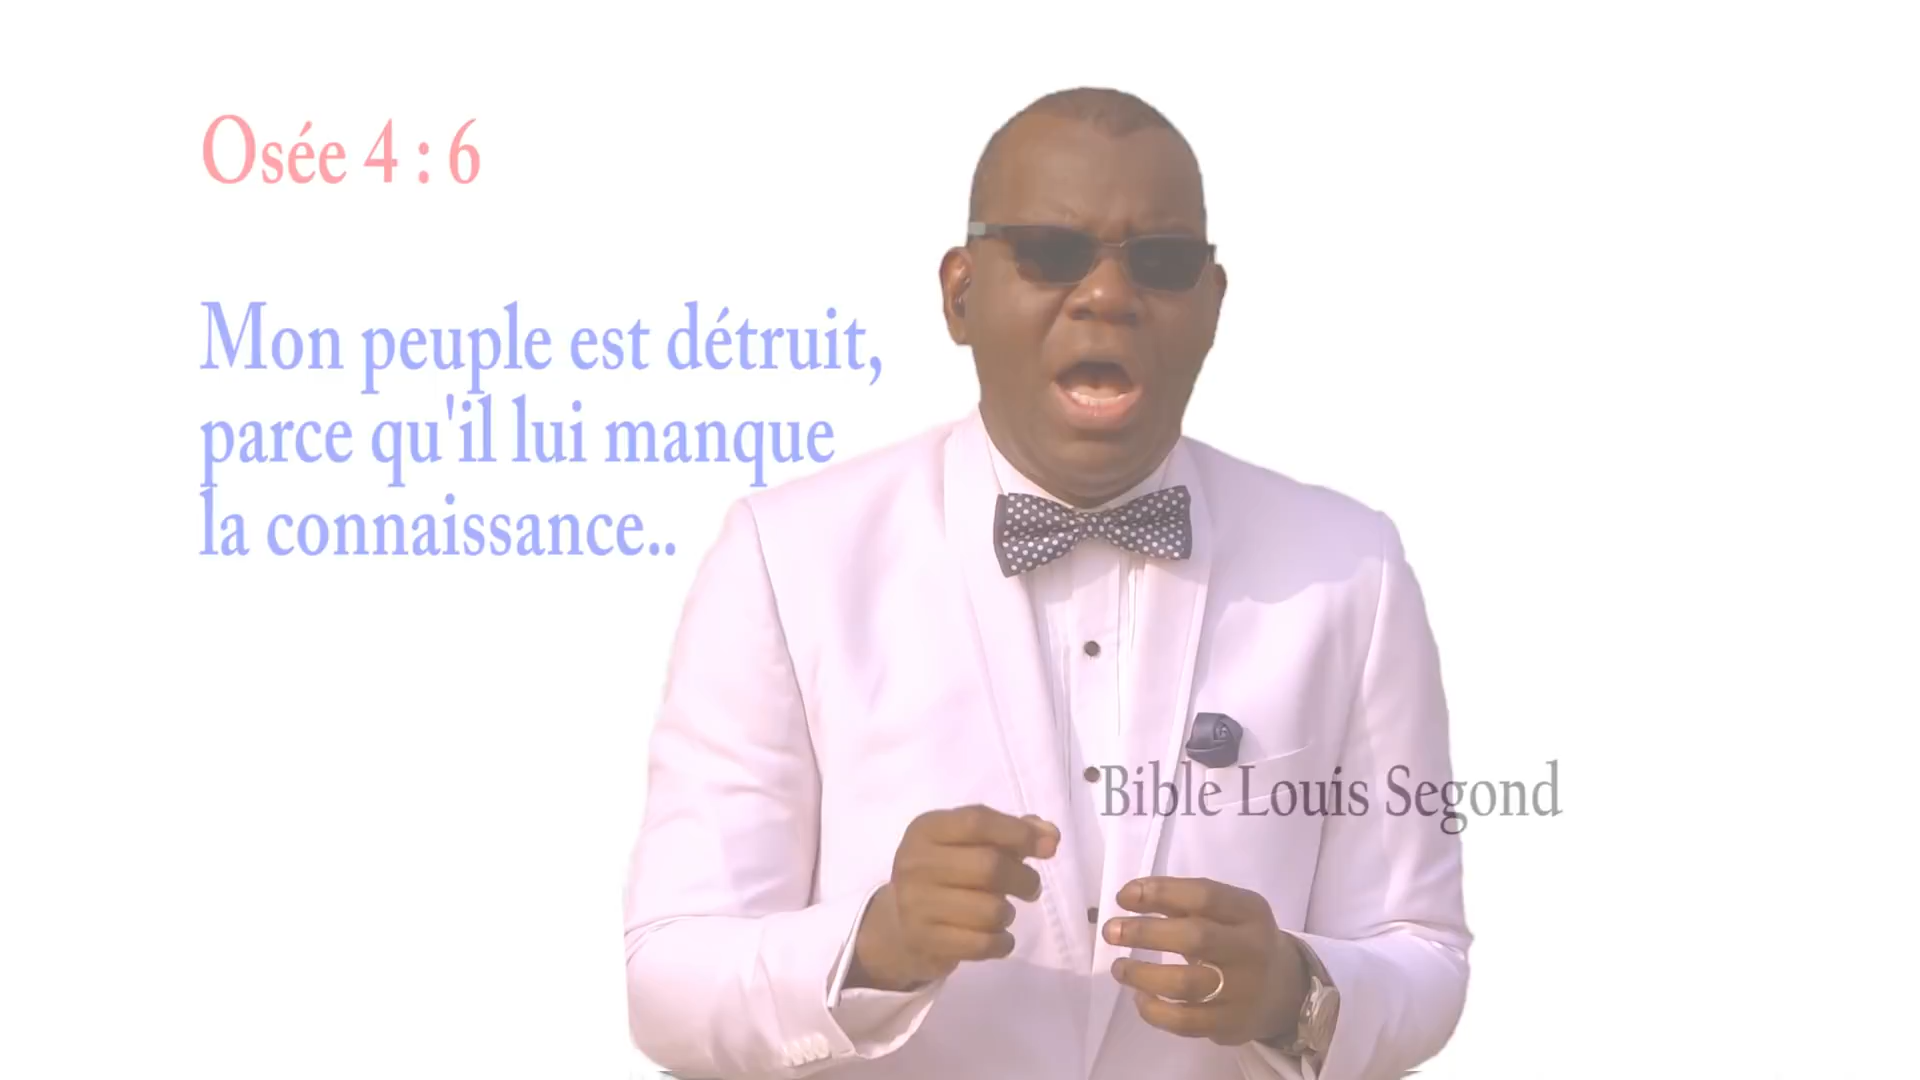 Osée 4 : 6
Mon peuple est détruit,
parce qu'il lui manque
la connaissance..
Bible Louis Segond